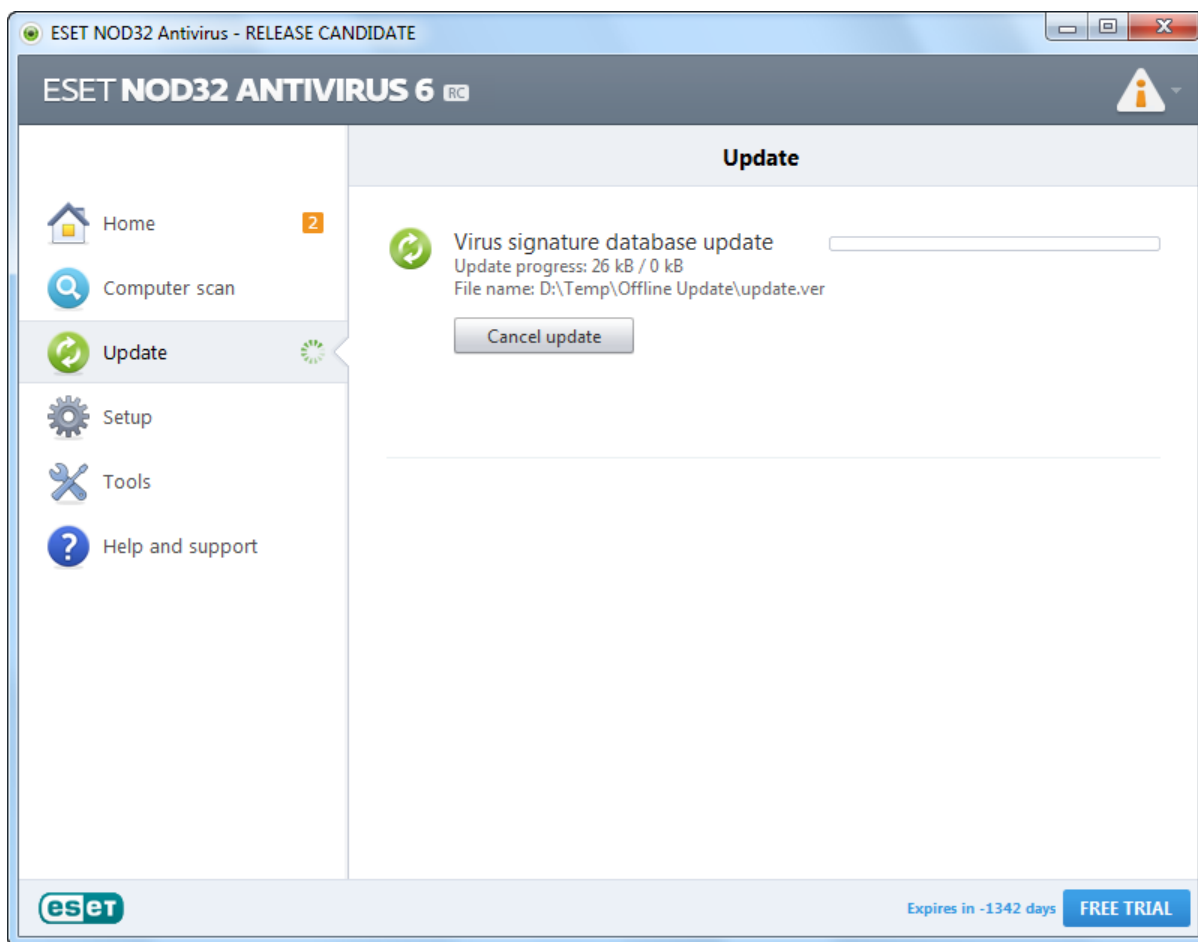 ESET NOD32 Antivirus - RELEASE CANDIDATE
ESET NOD32 ANTIVIRUS 6 RC
Update
Home 2
Computer scan
Update
Setup
Tools
Help and support
Virus signature database update
Update progress: 26 kB / 0 kB
File name: D:\Temp\Offline Update\update.ver
Cancel update
eset
Expires in -1342 days FREE TRIAL